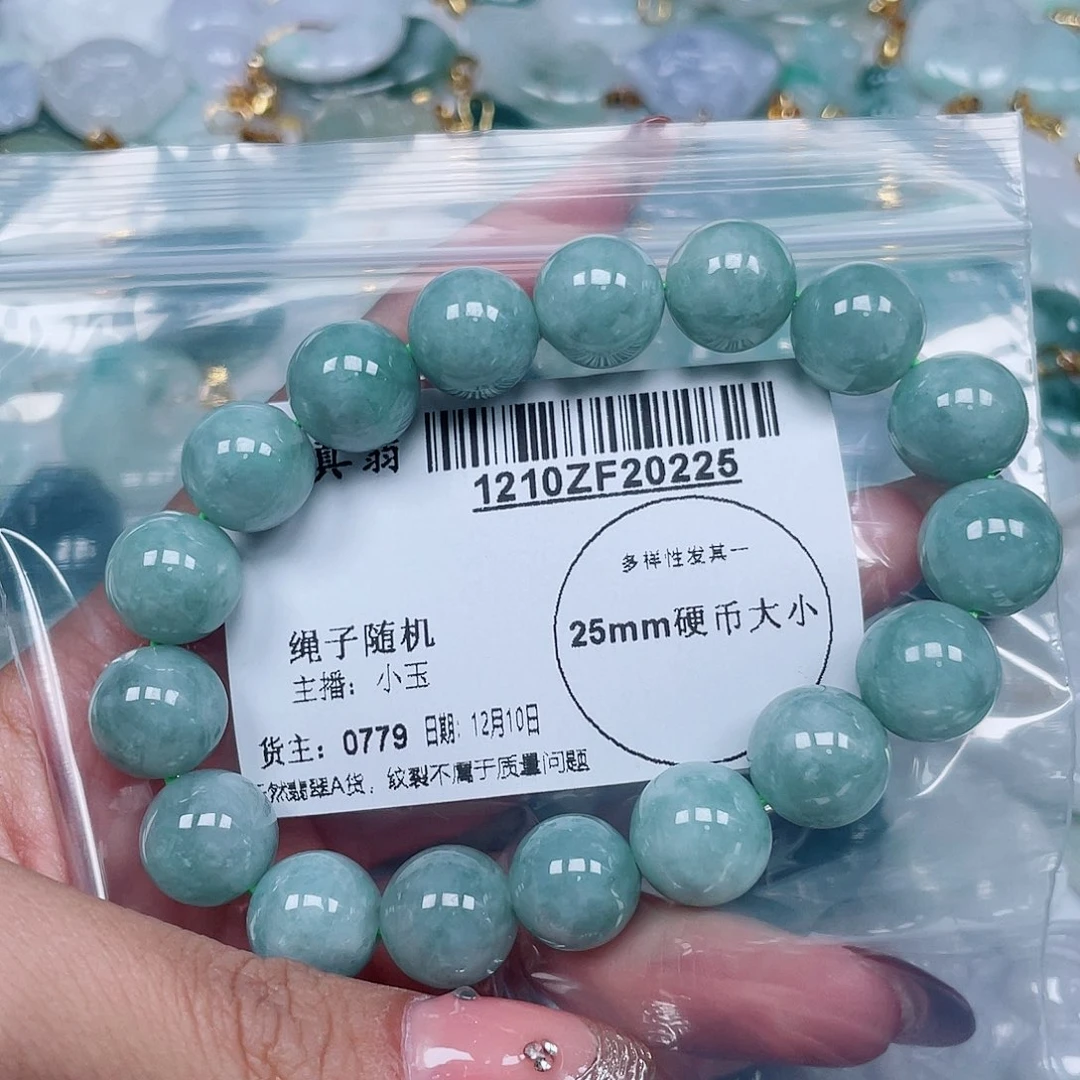 真翡
1210ZF20225
多样性发其一
25mm硬币大小
绳子随机
主播：小玉
货主：0779 日期：12月10日
天然翡翠A货，纹裂不属于质量问题